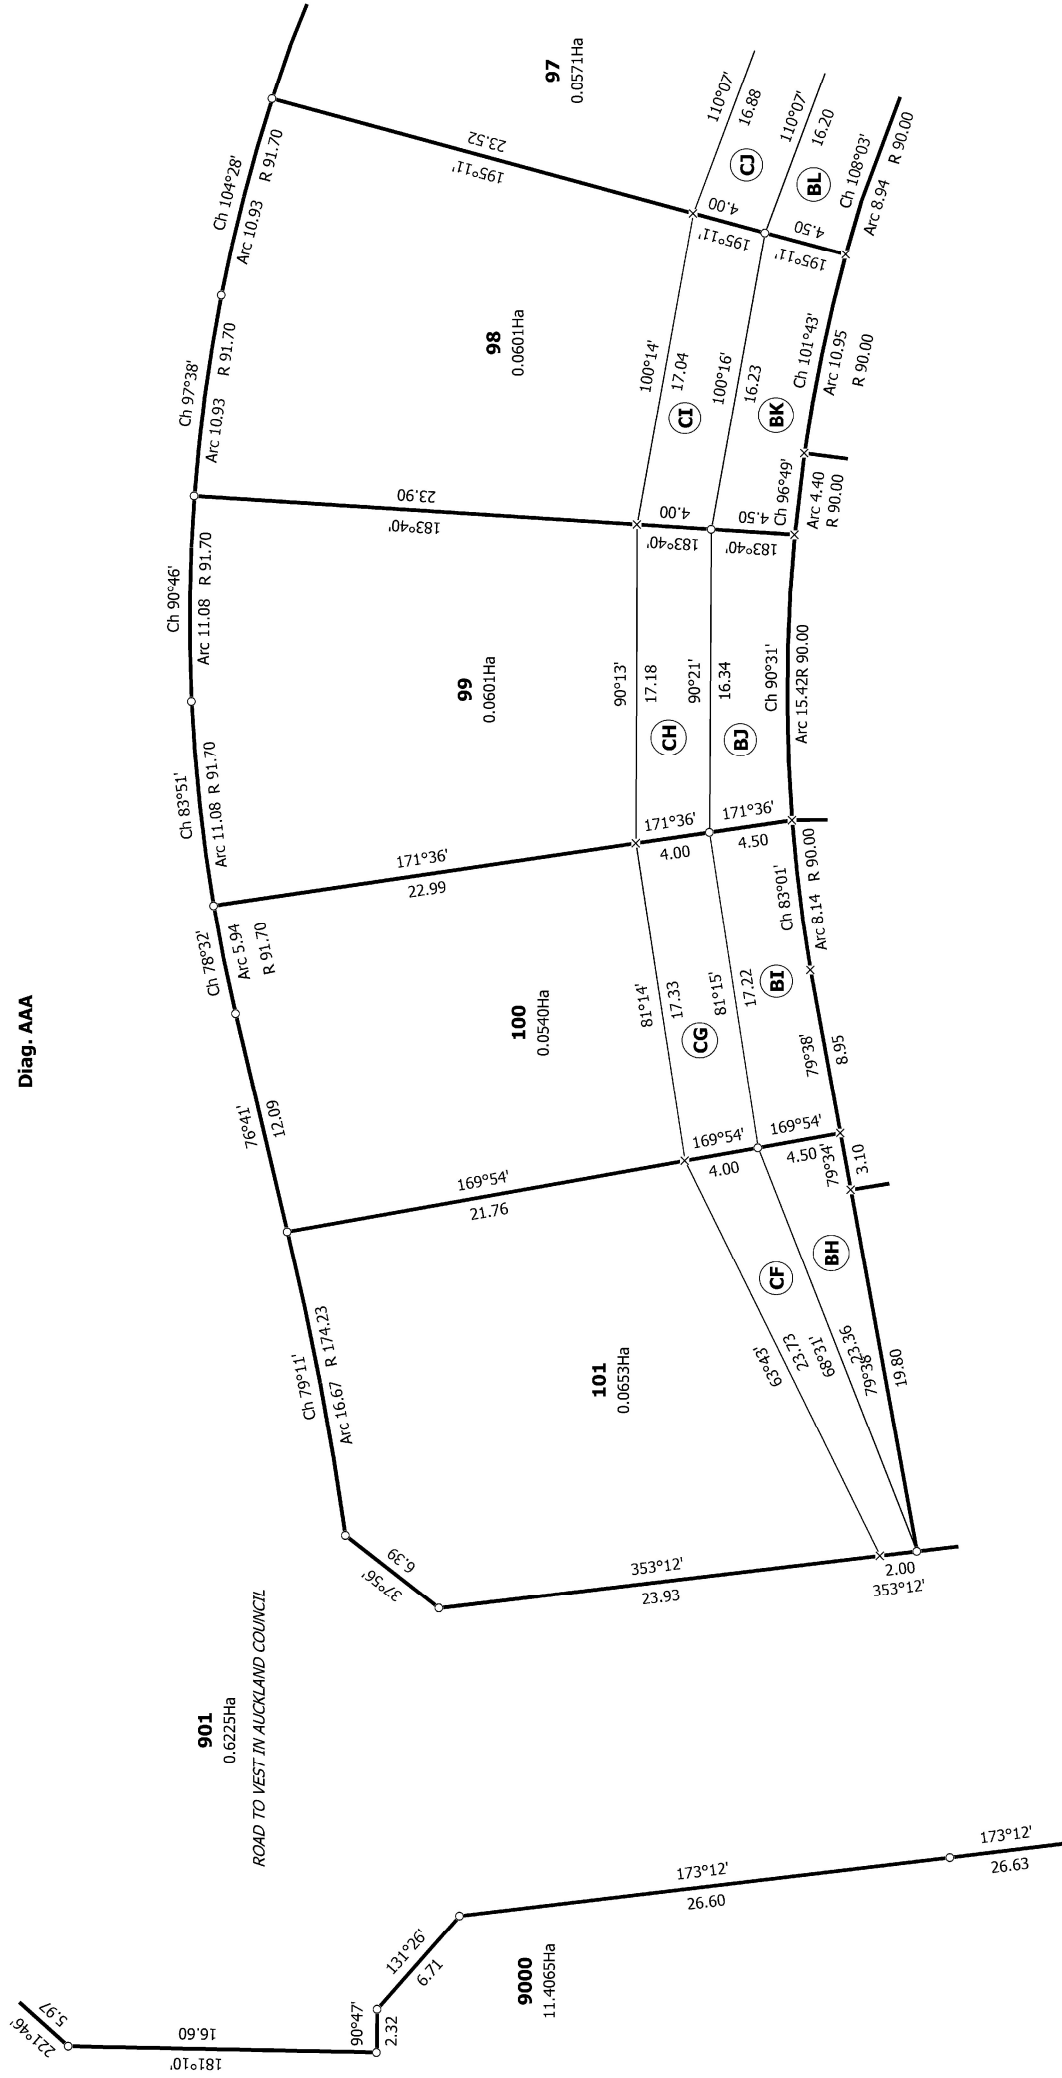 Diag. AAA
97
0.0571Ha
110°07'
16.88
CJ
110°07'
16.20
BL
Ch 108°03'
Arc 8.94
R 90.00
Ch 104°28'
Arc 10.93
R 91.70
23.52
195°11'
4.00
195°11'
4.50
195°11'
Ch 97°38'
Arc 10.93
R 91.70
98
0.0601Ha
100°14'
17.04
CI
100°16'
16.23
BK
Ch 101°43'
Arc 10.95
R 90.00
Ch 96°49'
Arc 4.40
R 90.00
23.90
183°40'
4.00
183°40'
4.50
183°40'
Ch 90°46'
Arc 11.08
R 91.70
Ch 83°51'
Arc 11.08
R 91.70
99
0.0601Ha
90°13'
17.18
CH
90°21'
16.34
BJ
Ch 90°31'
Arc 15.42
R 90.00
171°36'
22.99
171°36'
4.00
171°36'
4.50
Ch 78°32'
Arc 5.94
R 91.70
76°41'
12.09
100
0.0540Ha
81°14'
17.33
CG
81°15'
17.22
BI
Ch 83°01'
Arc 8.14
R 90.00
79°38'
8.95
169°54'
21.76
169°54'
4.00
169°54'
4.50
79°34'
3.10
Ch 79°11'
Arc 16.67
R 174.23
101
0.0653Ha
63°43'
23.73
CF
68°31'
23.36
BH
79°38'
19.80
6.39
37°56'
353°12'
23.93
2.00
353°12'
901
0.6225Ha
ROAD TO VEST IN AUCKLAND COUNCIL
173°12'
26.60
173°12'
26.63
131°26'
6.71
9000
11.4065Ha
90°47'
2.32
16.60
181°10'
5.97
221°46'